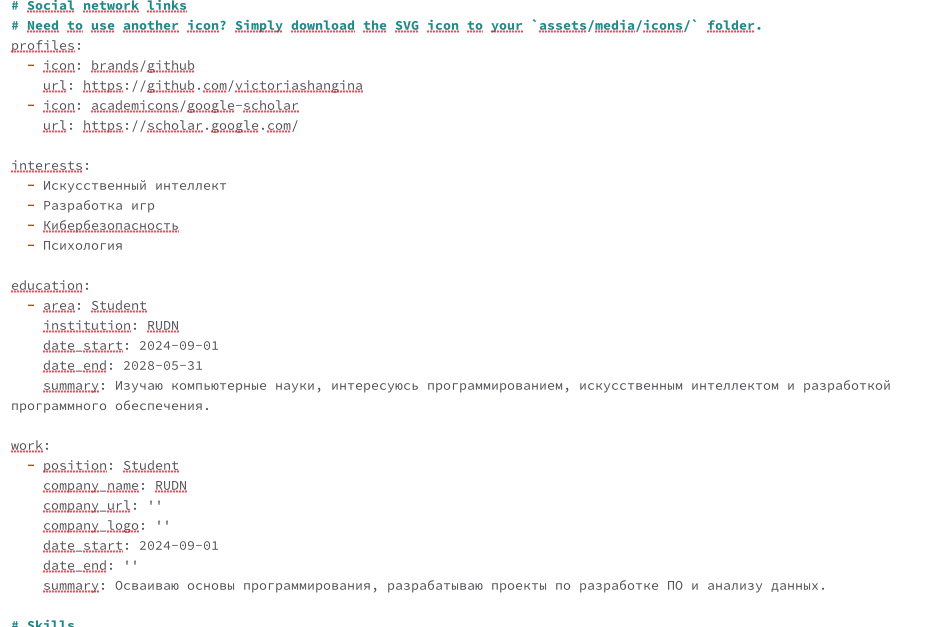 # Social network links
# Need to use another icon? Simply download the SVG icon to your `assets/media/icons/` folder.
profiles:
  - icon: brands/github
    url: https://github.com/victoriashangina
  - icon: academicons/google-scholar
    url: https://scholar.google.com/

interests:
  - Искусственный интеллект
  - Разработка игр
  - Кибербезопасность
  - Психология

education:
  - area: Student
    institution: RUDN
    date_start: 2024-09-01
    date_end: 2028-05-31
    summary: Изучаю компьютерные науки, интересуюсь программированием, искусственным интеллектом и разработкой
программного обеспечения.

work:
  - position: Student
    company_name: RUDN
    company_url: ''
    company_logo: ''
    date_start: 2024-09-01
    date_end: ''
    summary: Осваиваю основы программирования, разрабатываю проекты по разработке ПО и анализу данных.

# Skills